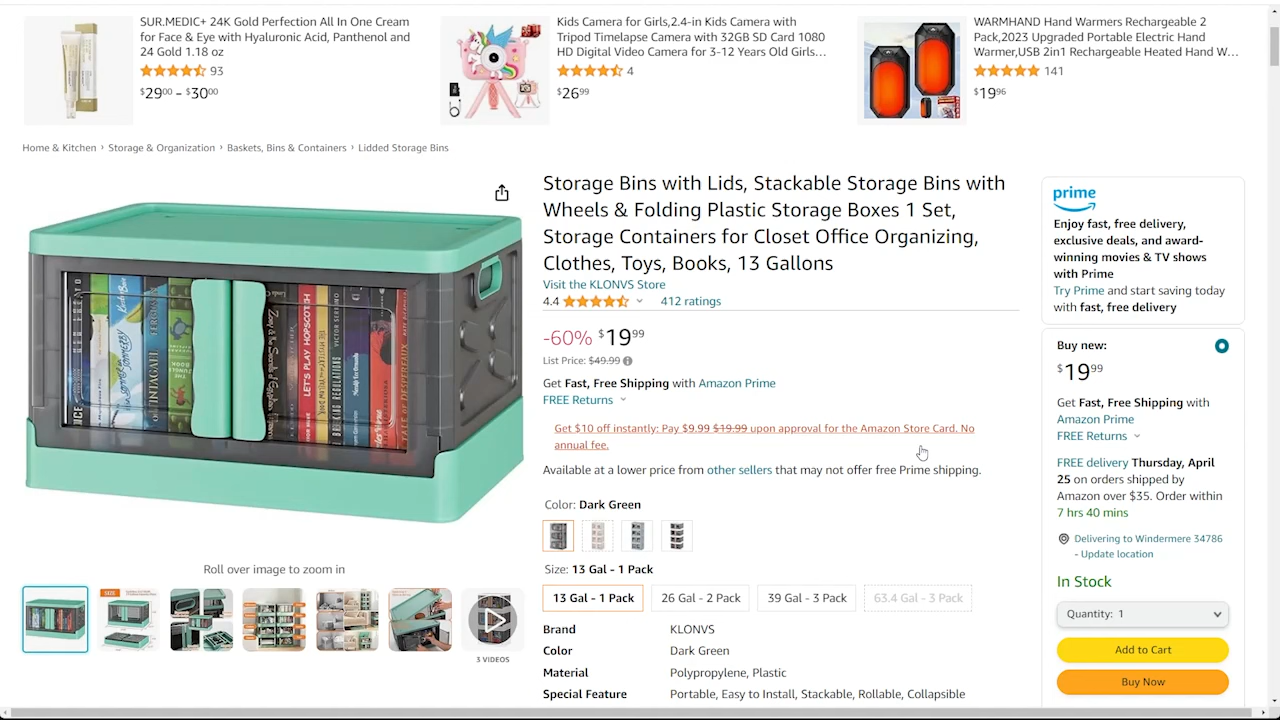 SUR.MEDIC+ 24K Gold Perfection All In One Cream
for Face & Eye with Hyaluronic Acid, Panthenol and
24 Gold 1.18 oz
93
$2900 - $3000
Kids Camera for Girls,2.4-in Kids Camera with
Tripod Timelapse Camera with 32GB SD Card 1080
HD Digital Video Camera for 3-12 Years Old Girls…
4
$2699
WARMHAND Hand Warmers Rechargeable 2
Pack,2023 Upgraded Portable Electric Hand
Warmer,USB 2in1 Rechargeable Heated Hand W…
141
$1996
Home & Kitchen › Storage & Organization › Baskets, Bins & Containers › Lidded Storage Bins
LET'S PLAY HOPSCOTCH
Storage Bins with Lids, Stackable Storage Bins with
Wheels & Folding Plastic Storage Boxes 1 Set,
Storage Containers for Closet Office Organizing,
Clothes, Toys, Books, 13 Gallons
Visit the KLONVS Store
4.4 412 ratings
-60% $1999
List Price: $49.99
Get Fast, Free Shipping with Amazon Prime
FREE Returns
Get $10 off instantly: Pay $9.99 $19.99 upon approval for the Amazon Store Card. No
annual fee.
Available at a lower price from other sellers that may not offer free Prime shipping.
Color: Dark Green
Size: 13 Gal - 1 Pack
13 Gal - 1 Pack 26 Gal - 2 Pack 39 Gal - 3 Pack 63.4 Gal - 3 Pack
Brand KLONVS
Color Dark Green
Material Polypropylene, Plastic
Special Feature Portable, Easy to Install, Stackable, Rollable, Collapsible
Roll over image to zoom in
SIZE
3 VIDEOS
prime
Enjoy fast, free delivery,
exclusive deals, and award-
winning movies & TV shows
with Prime
Try Prime and start saving today
with fast, free delivery
Buy new:
$1999
Get Fast, Free Shipping with
Amazon Prime
FREE Returns
FREE delivery Thursday, April
25 on orders shipped by
Amazon over $35. Order within
7 hrs 40 mins
Delivering to Windermere 34786
- Update location
In Stock
Quantity: 1
Add to Cart
Buy Now